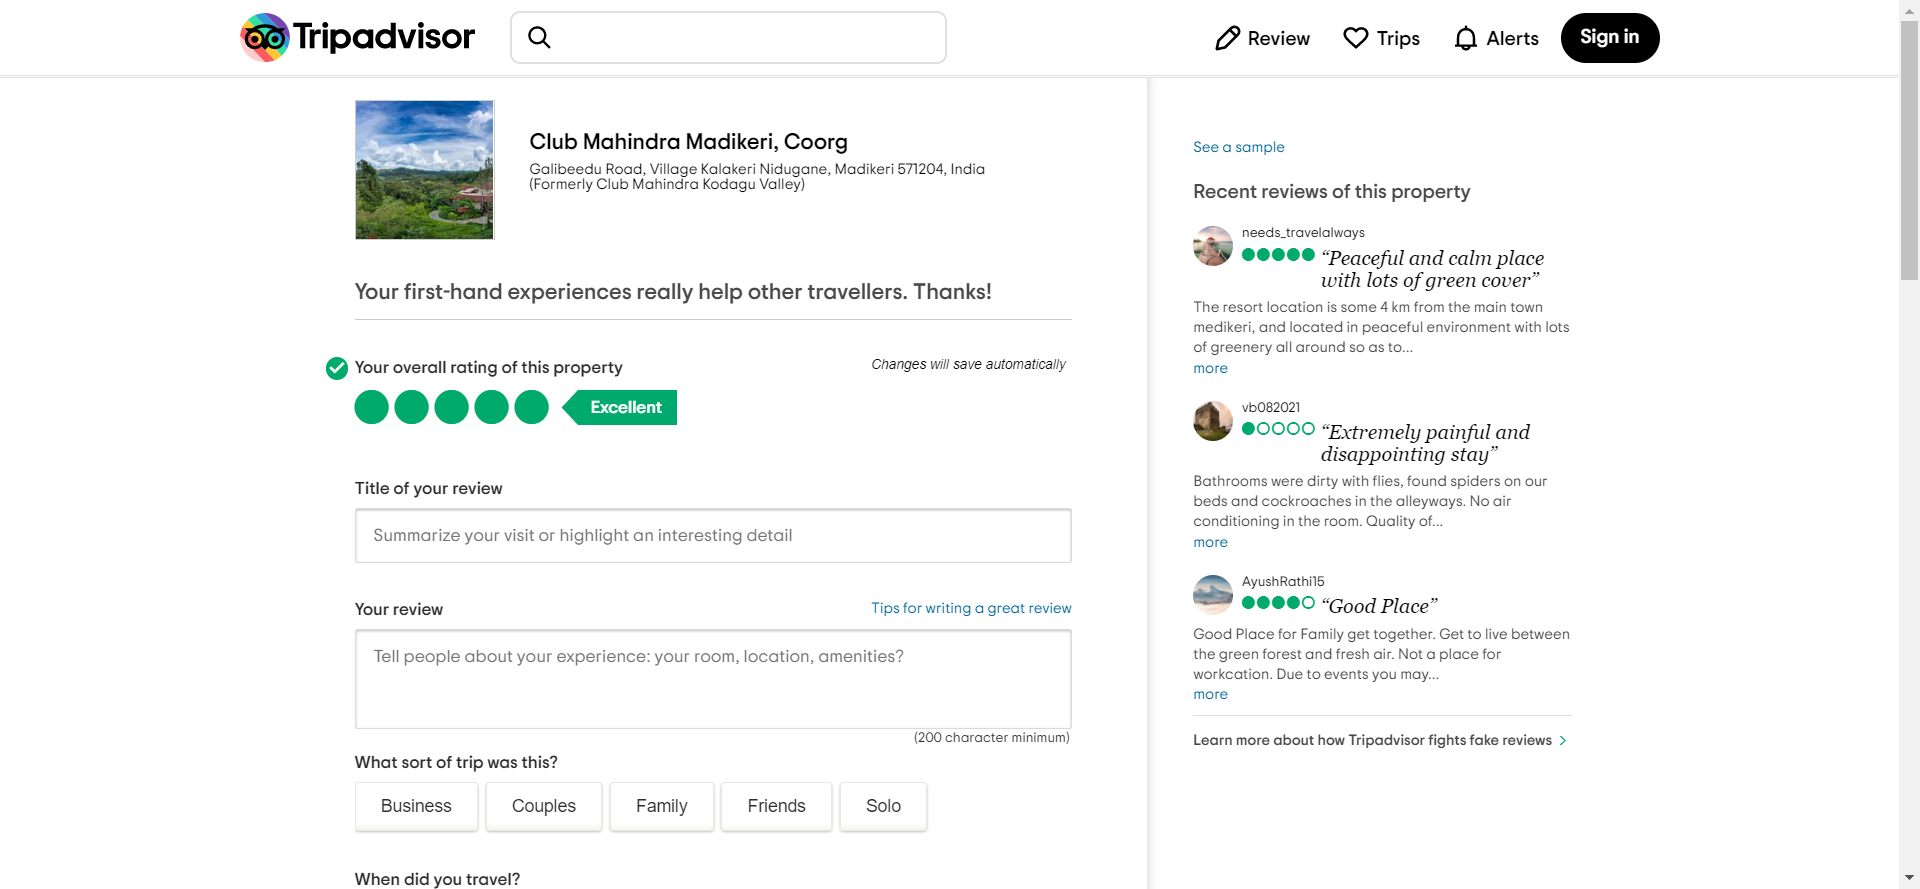 Tripadvisor
Review
Trips
Alerts
Sign in
Club Mahindra Madikeri, Coorg
Galibeedu Road, Village Kalakeri Nidugane, Madikeri 571204, India
(Formerly Club Mahindra Kodagu Valley)
Your first-hand experiences really help other travellers. Thanks!
Your overall rating of this property
Changes will save automatically
Excellent
Title of your review
Summarize your visit or highlight an interesting detail
Your review
Tips for writing a great review
Tell people about your experience: your room, location, amenities?
(200 character minimum)
What sort of trip was this?
Business
Couples
Family
Friends
Solo
When did you travel?
See a sample
Recent reviews of this property
needs_travelalways
“Peaceful and calm place
with lots of green cover”
The resort location is some 4 km from the main town
medikeri, and located in peaceful environment with lots
of greenery all around so as to...
more
vb082021
“Extremely painful and
disappointing stay”
Bathrooms were dirty with flies, found spiders on our
beds and cockroaches in the alleyways. No air
conditioning in the room. Quality of...
more
AyushRathi15
“Good Place”
Good Place for Family get together. Get to live between
the green forest and fresh air. Not a place for
workcation. Due to events you may...
more
Learn more about how Tripadvisor fights fake reviews